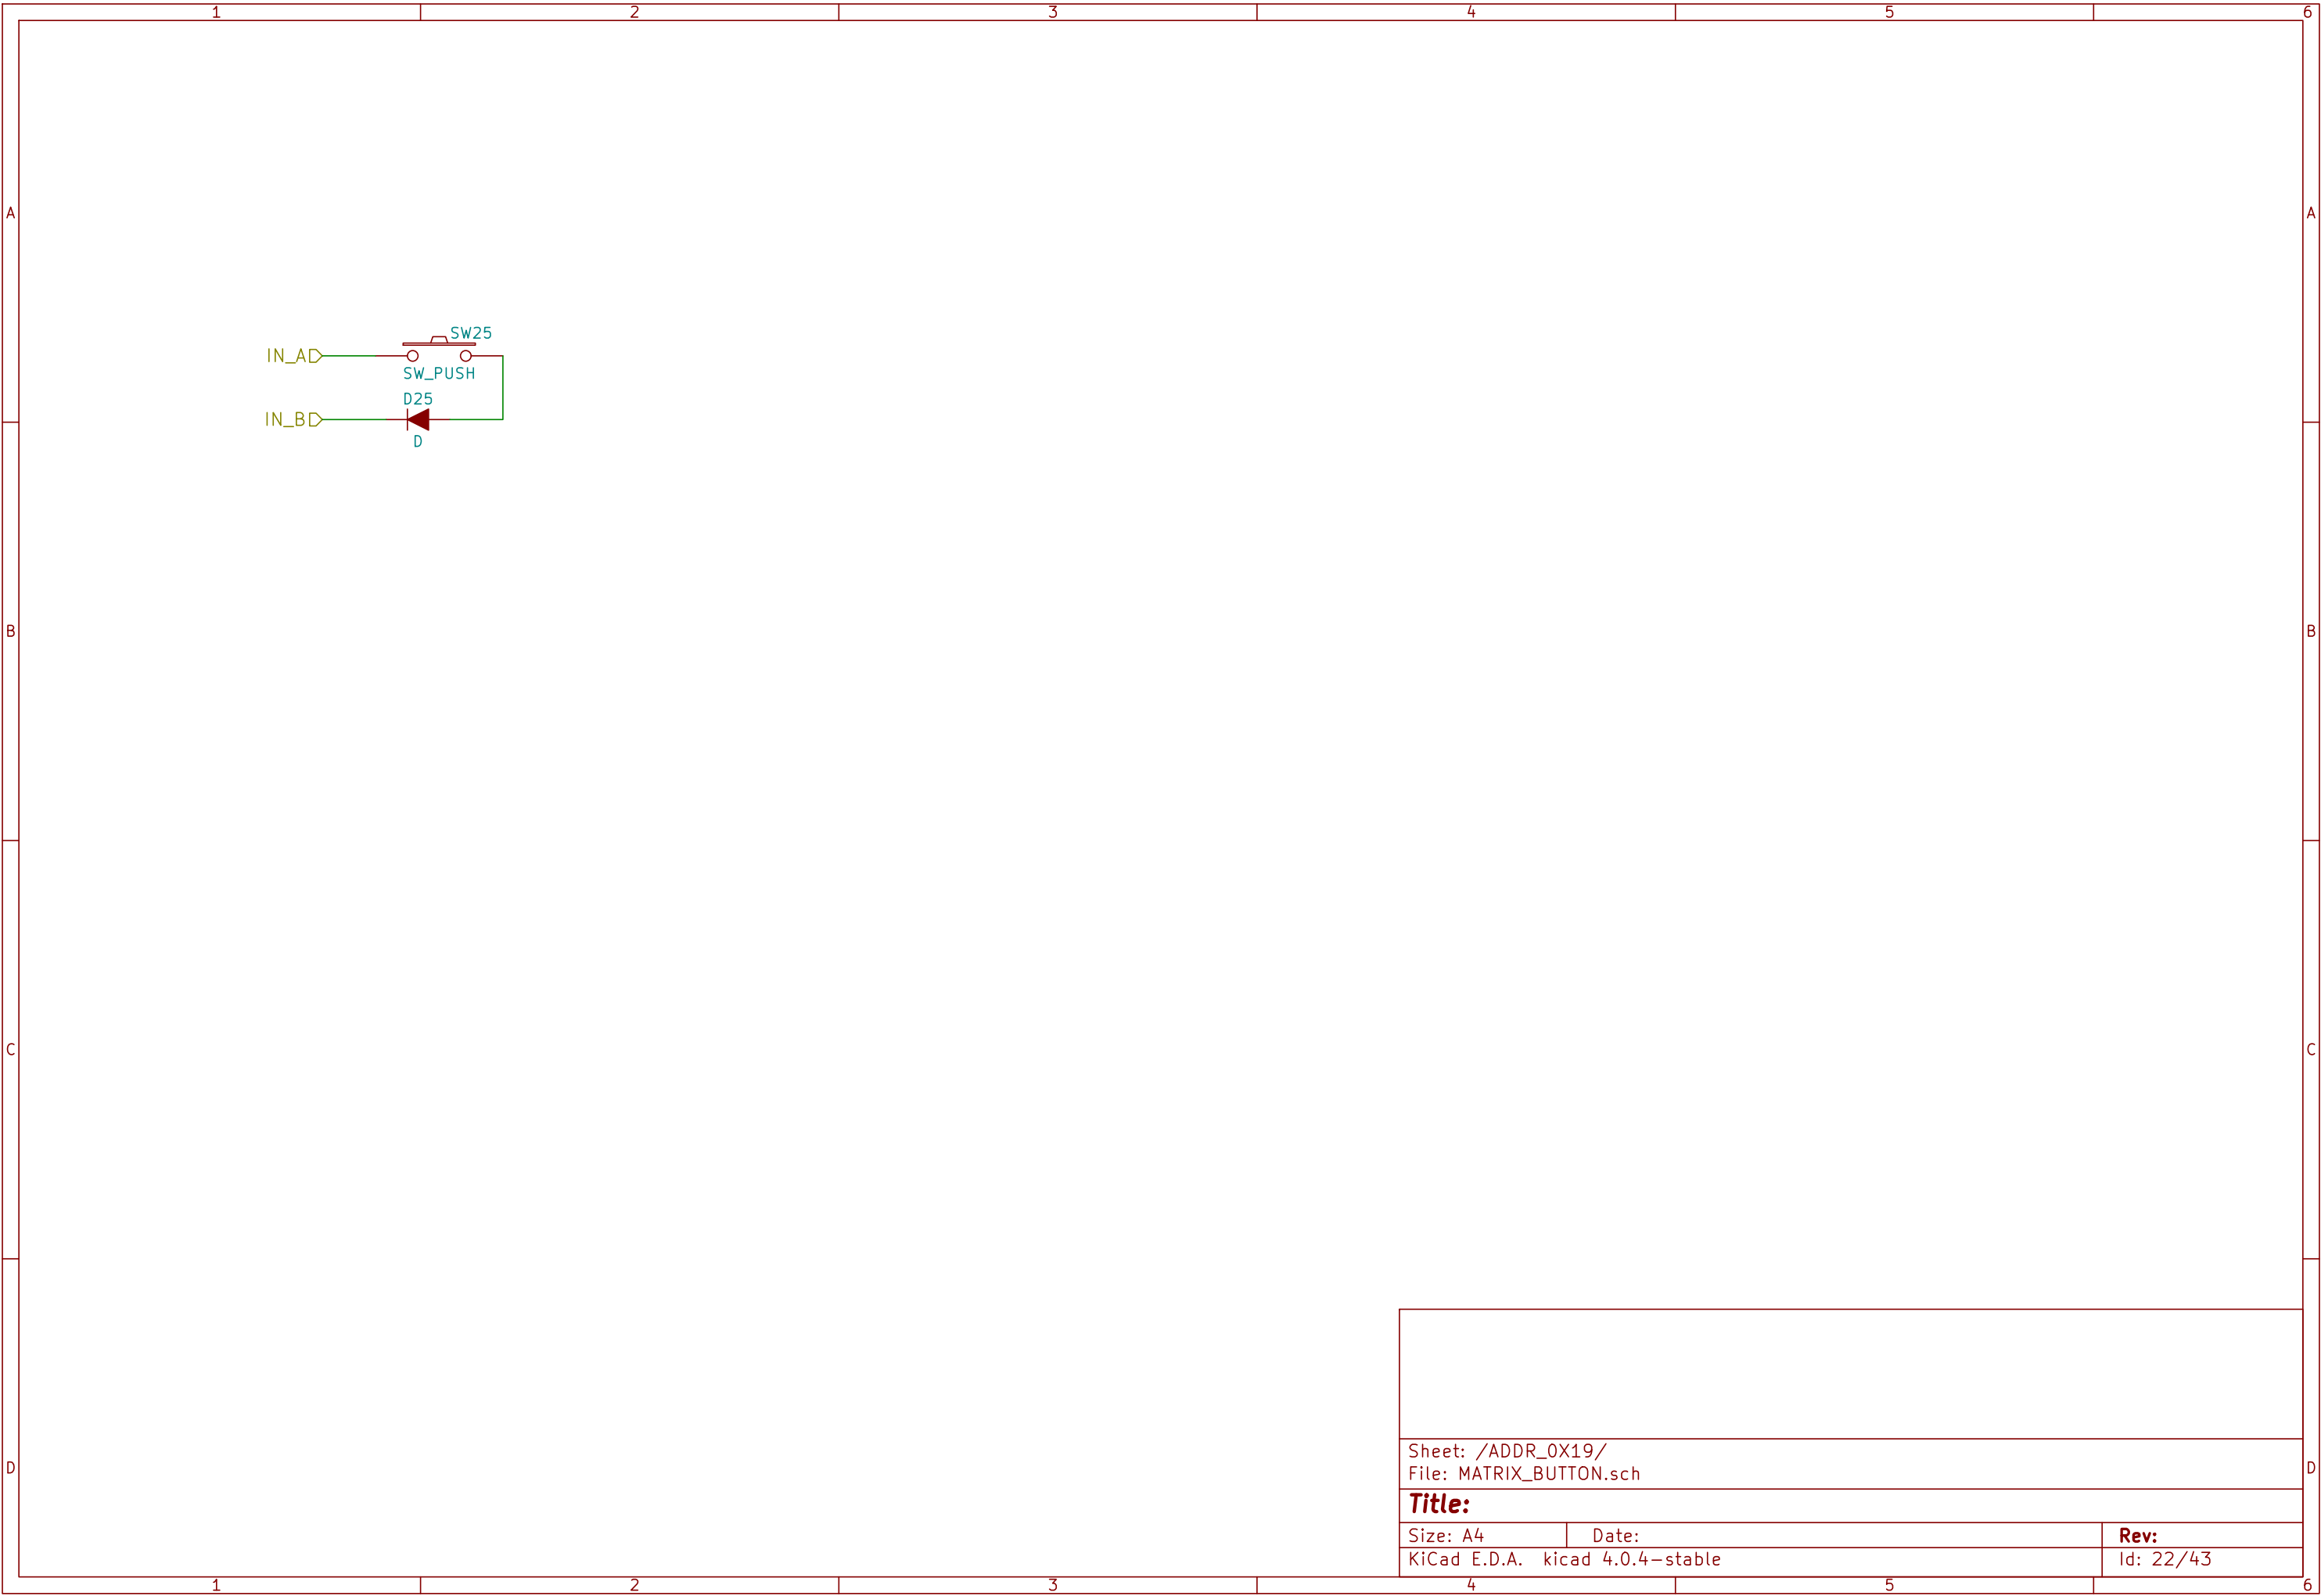 1 2 3 4 5 6
A A
SW25
IN_A
SW_PUSH
D25
IN_B
D
B B
C C
Sheet: /ADDR_0X19/
D D
File: MATRIX_BUTTON.sch
Title:
Size: A4 Date: Rev:
KiCad E.D.A. kicad 4.0.4-stable Id: 22/43
1 2 3 4 5 6